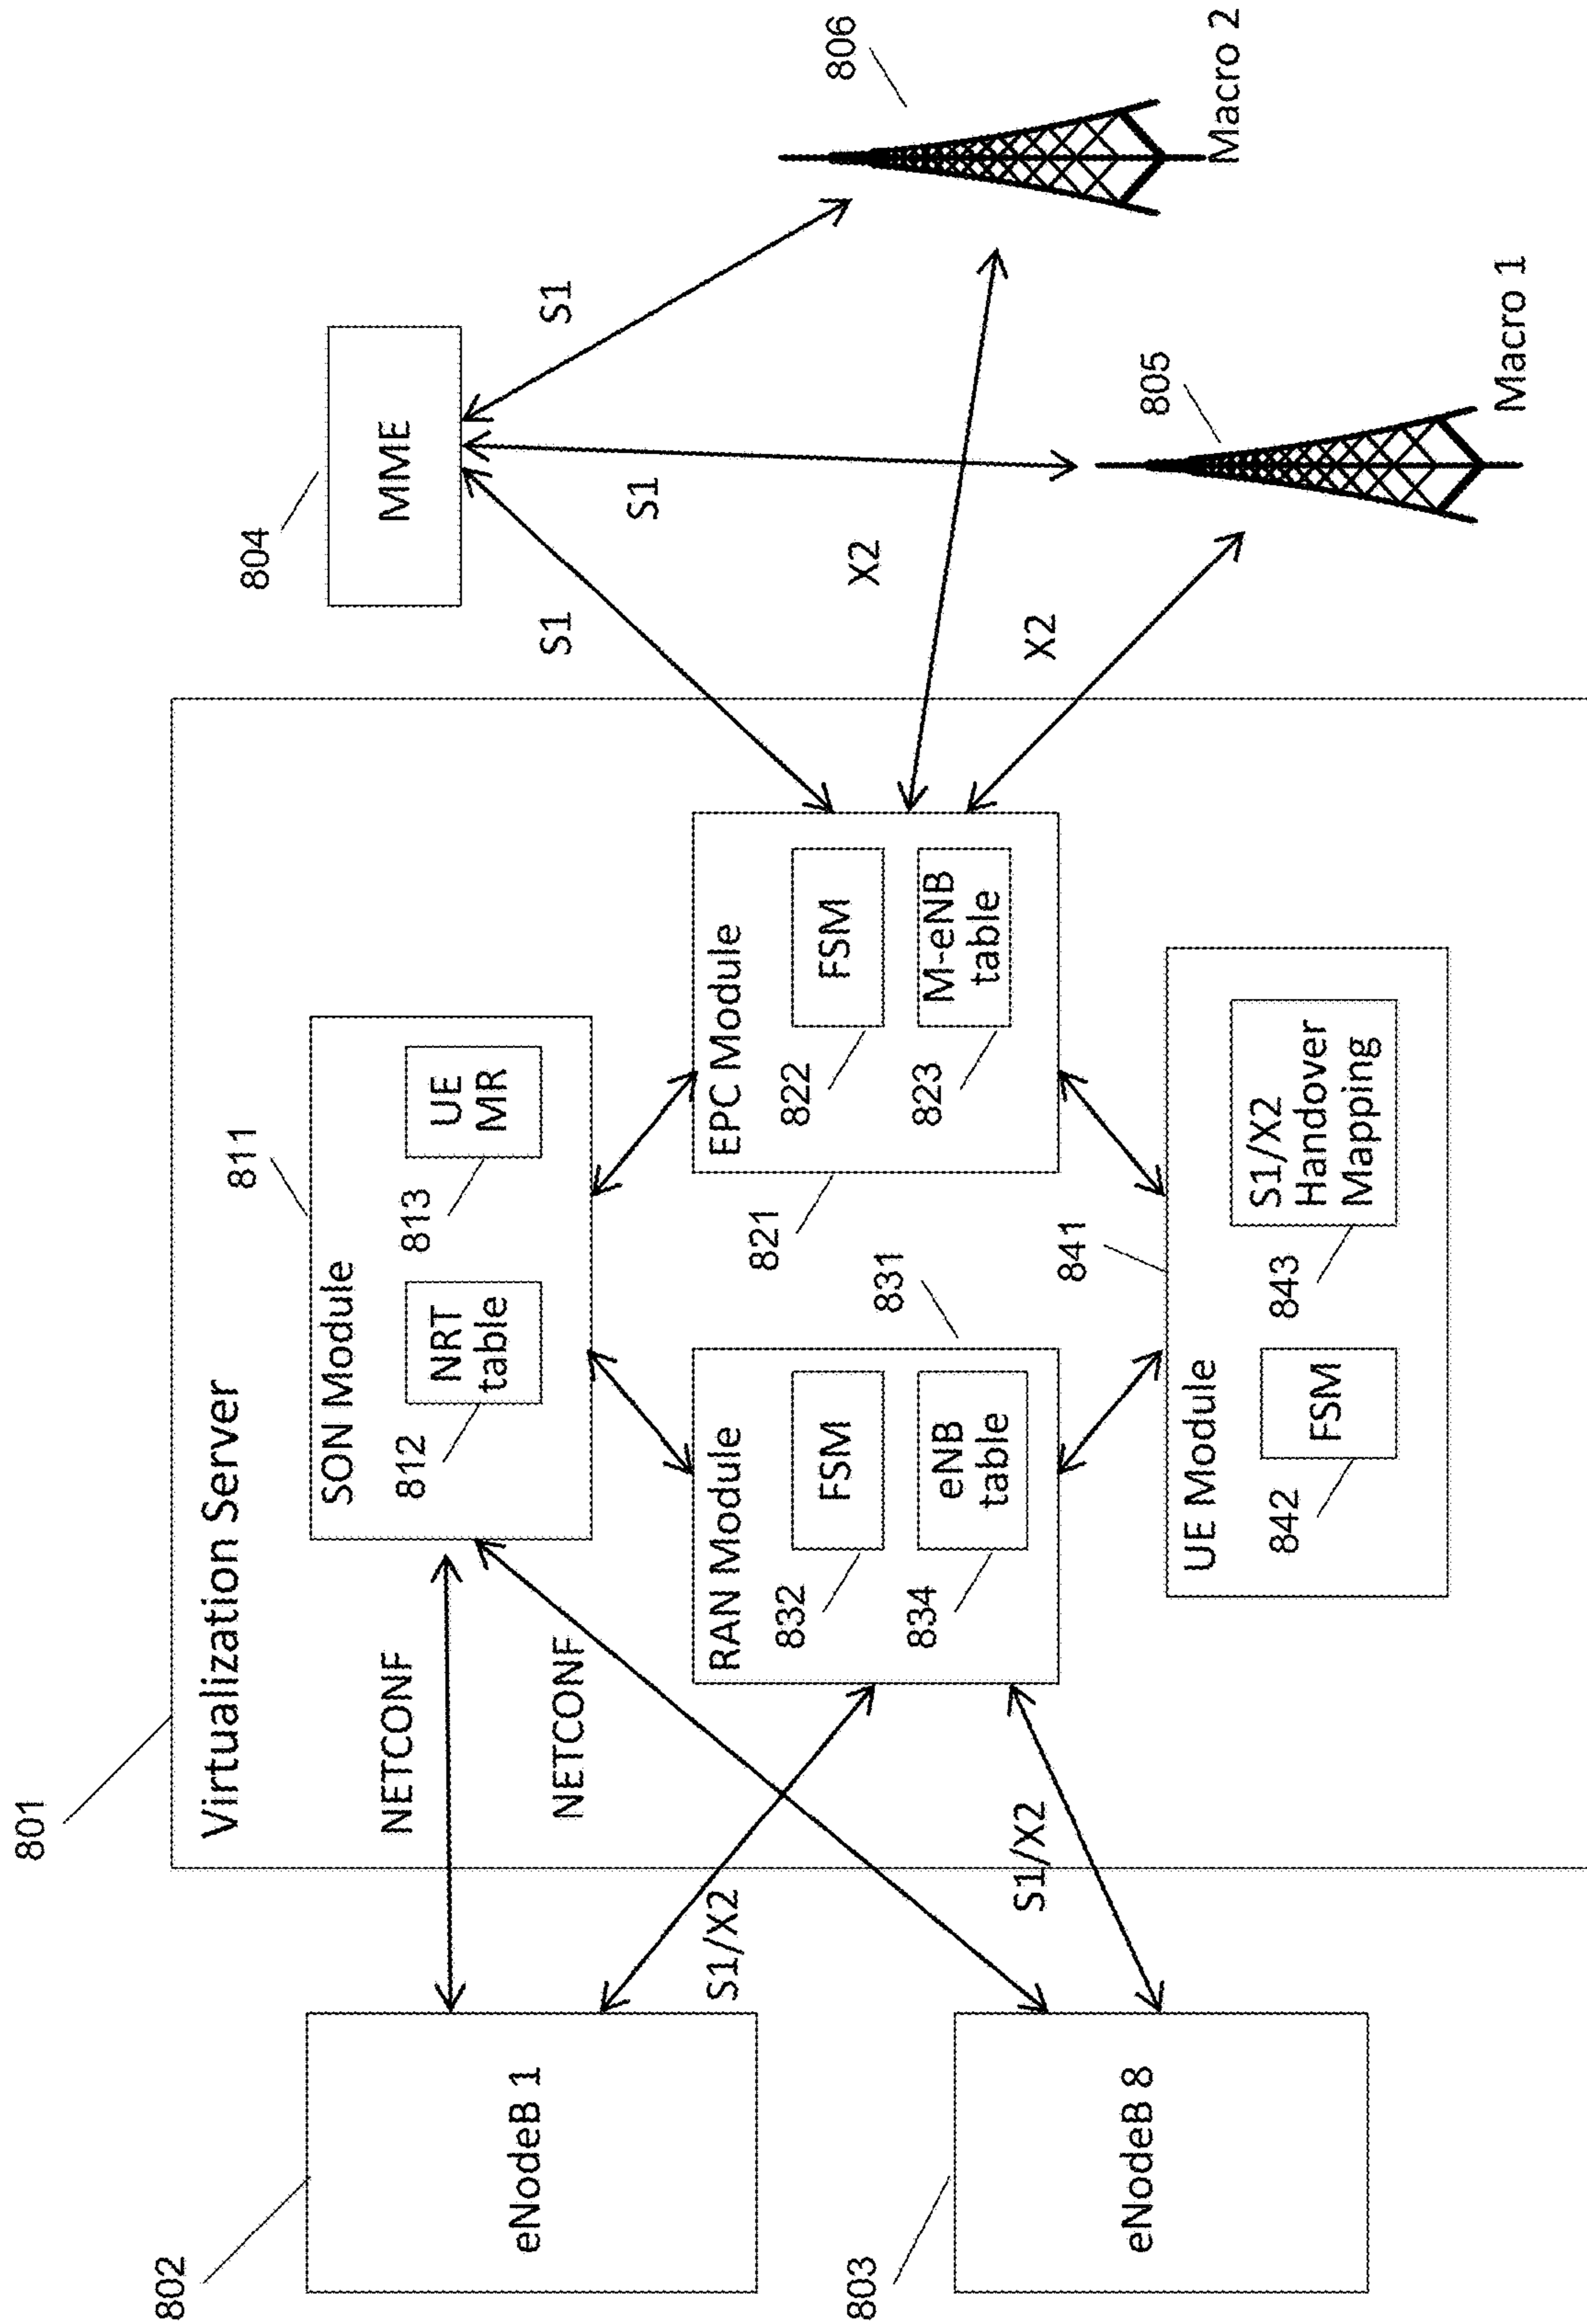 801
Virtualization Server
802
eNodeB 1
803
eNodeB 8
NETCONF
NETCONF
S1/X2
S1/X2
811
SON Module
812
NRT
table
813
UE
MR
821
EPC Module
822
FSM
823
M-eNB
table
831
RAN Module
832
FSM
834
eNB
table
841
UE Module
842
FSM
843
S1/X2
Handover
Mapping
804
MME
S1
S1
S1
X2
X2
805
Macro 1
806
Macro 2